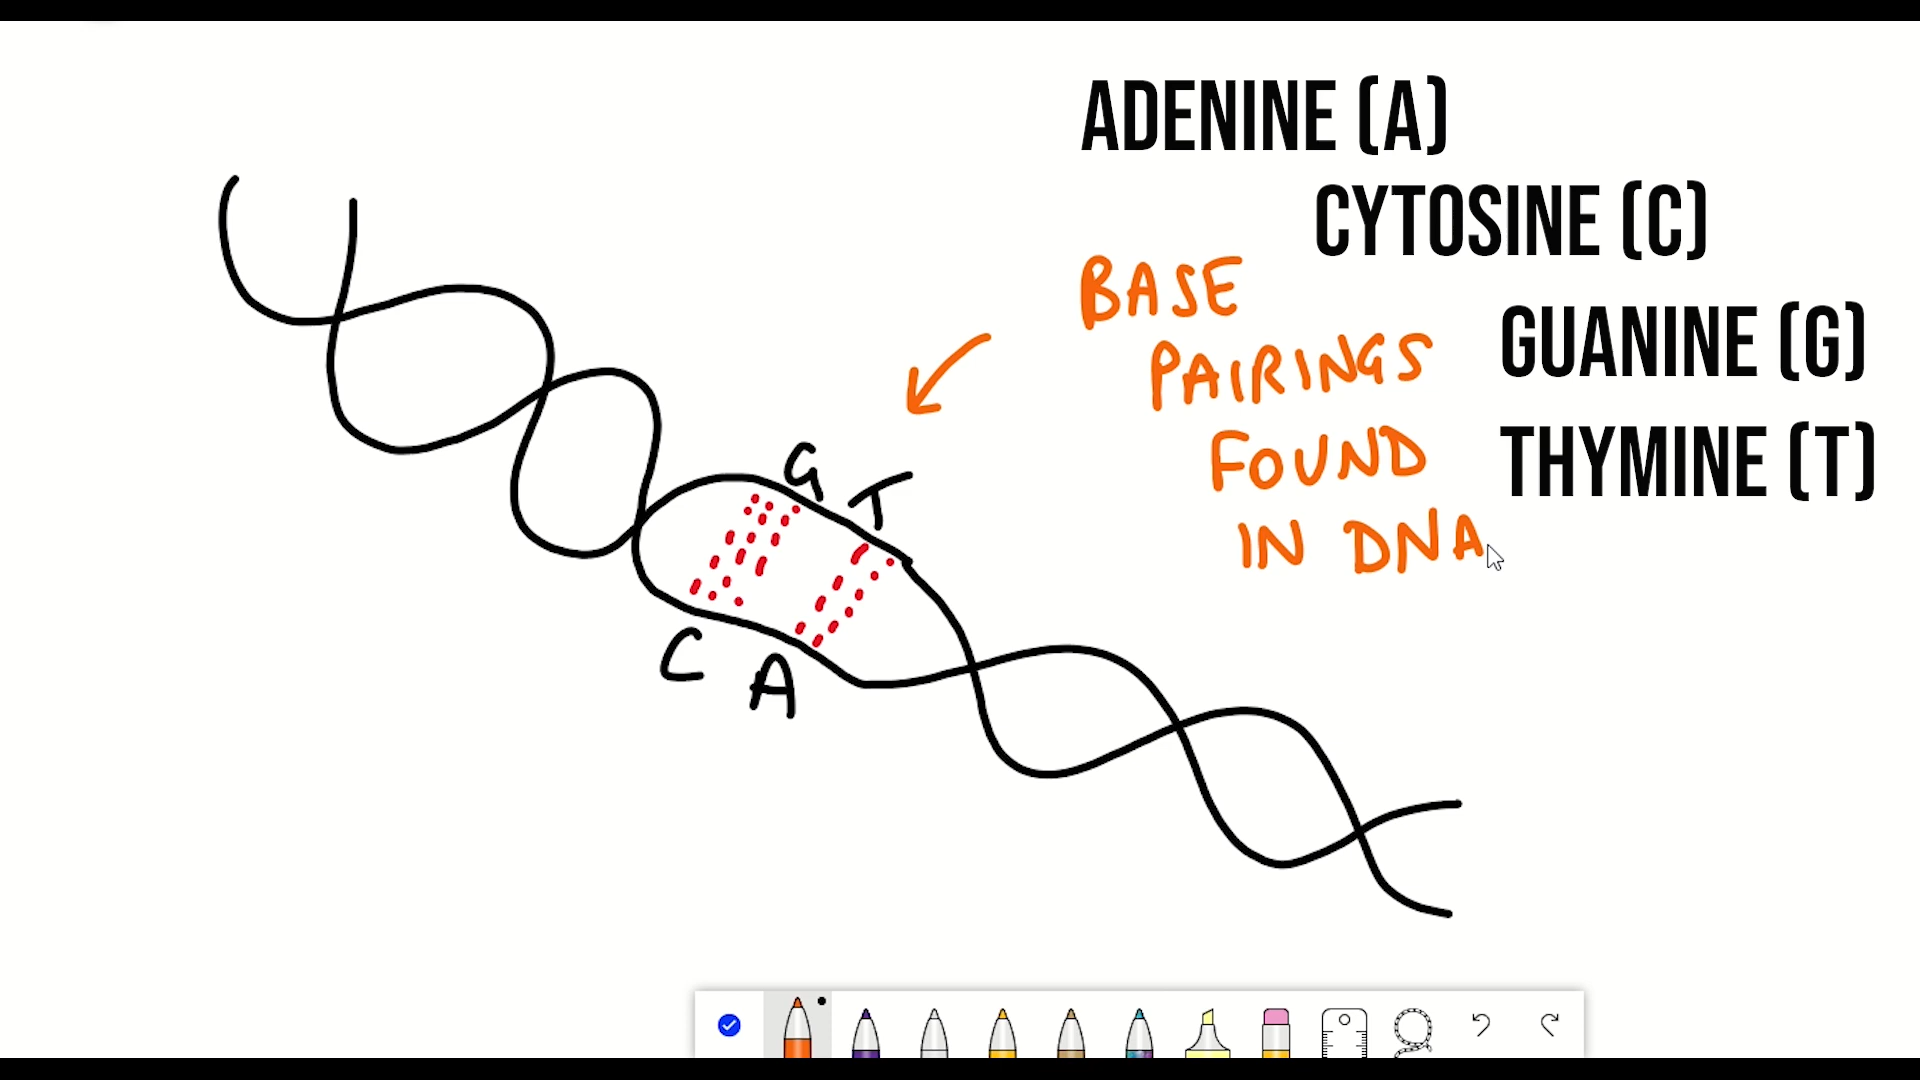 ADENINE (A)
CYTOSINE (C)
GUANINE (G)
THYMINE (T)
BASE
PAIRINGS
FOUND
IN DNA
G T
C A